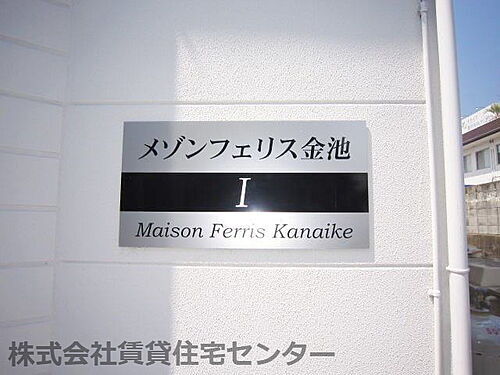 メゾンフェリス金池
I
Maison Ferris Kanaike
株式会社賃貸住宅センター